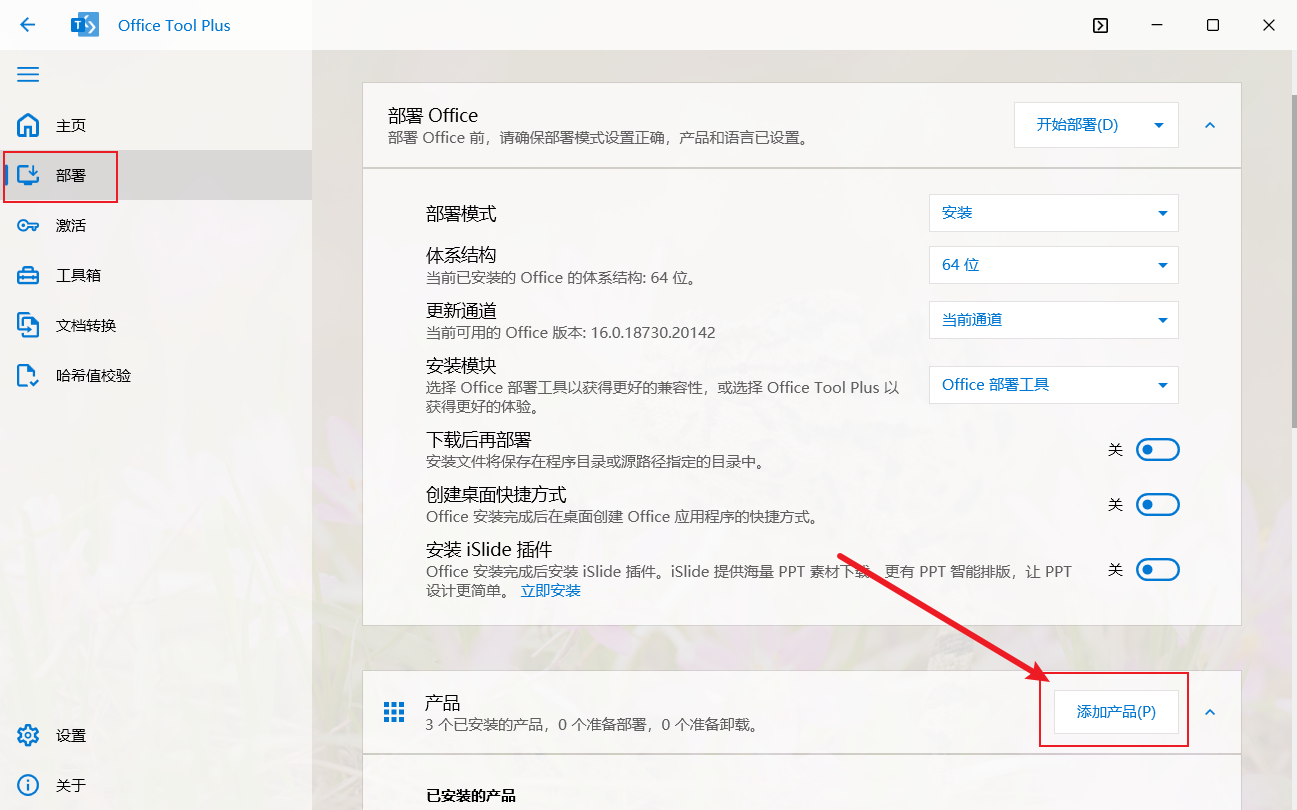 Office Tool Plus
主页
部署
激活
工具箱
文档转换
哈希值校验
设置
关于
部署 Office
部署 Office 前，请确保部署模式设置正确，产品和语言已设置。
开始部署(D)
部署模式
安装
体系结构
当前已安装的 Office 的体系结构: 64 位。
64 位
更新通道
当前可用的 Office 版本: 16.0.18730.20142
当前通道
安装模块
选择 Office 部署工具以获得更好的兼容性，或选择 Office Tool Plus 以
获得更好的体验。
Office 部署工具
下载后再部署
安装文件将保存在程序目录或源路径指定的目录中。
关
创建桌面快捷方式
Office 安装完成后在桌面创建 Office 应用程序的快捷方式。
关
安装 iSlide 插件
Office 安装完成后安装 iSlide 插件。iSlide 提供海量 PPT 素材下载，更有 PPT 智能排版，让 PPT
设计更简单。 立即安装
关
产品
3 个已安装的产品，0 个准备部署，0 个准备卸载。
添加产品(P)
已安装的产品